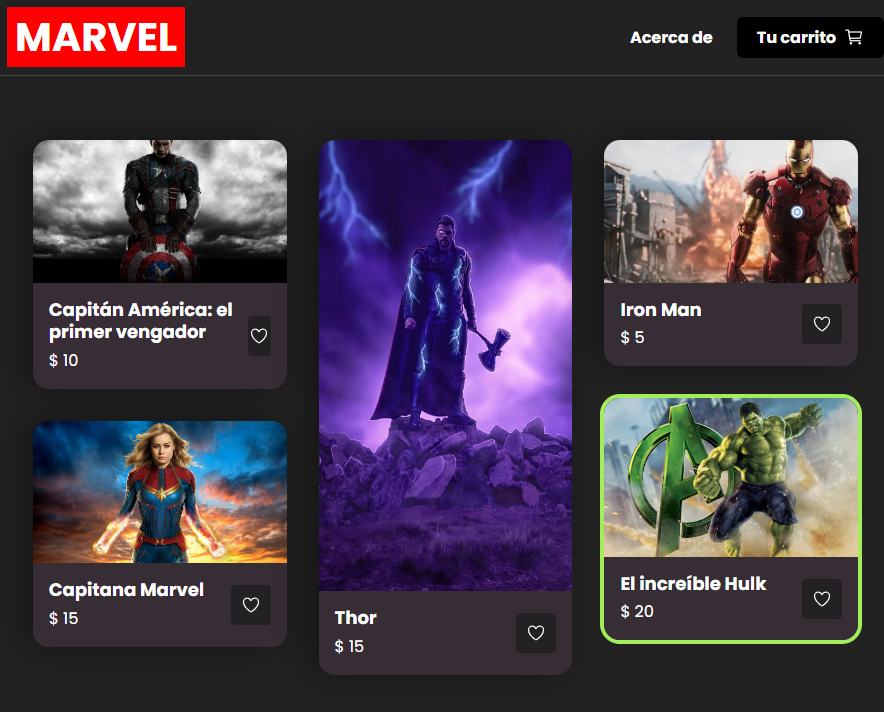 MARVEL
Acerca de
Tu carrito
Capitán América: el
primer vengador
$ 10
Capitana Marvel
$ 15
Thor
$ 15
Iron Man
$ 5
El increíble Hulk
$ 20